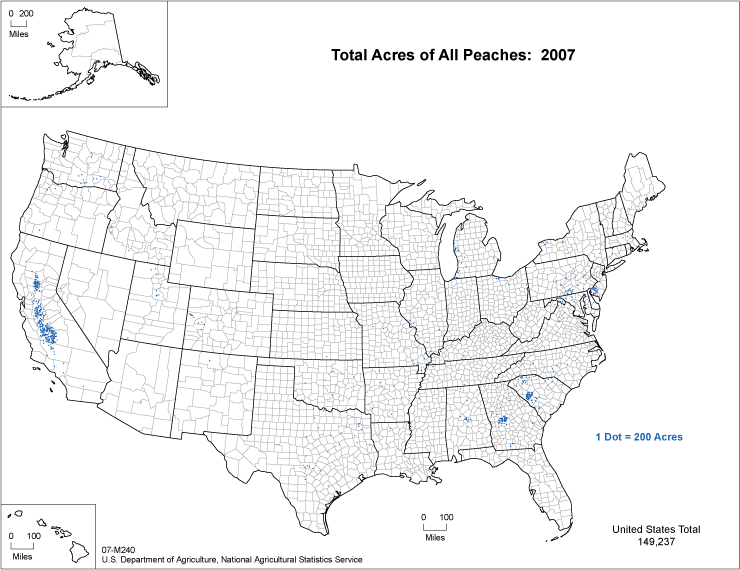 0 200
Miles
Total Acres of All Peaches: 2007
1 Dot = 200 Acres
0 100
Miles
0 100
Miles
07-M240
U.S. Department of Agriculture, National Agricultural Statistics Service
United States Total
149,237